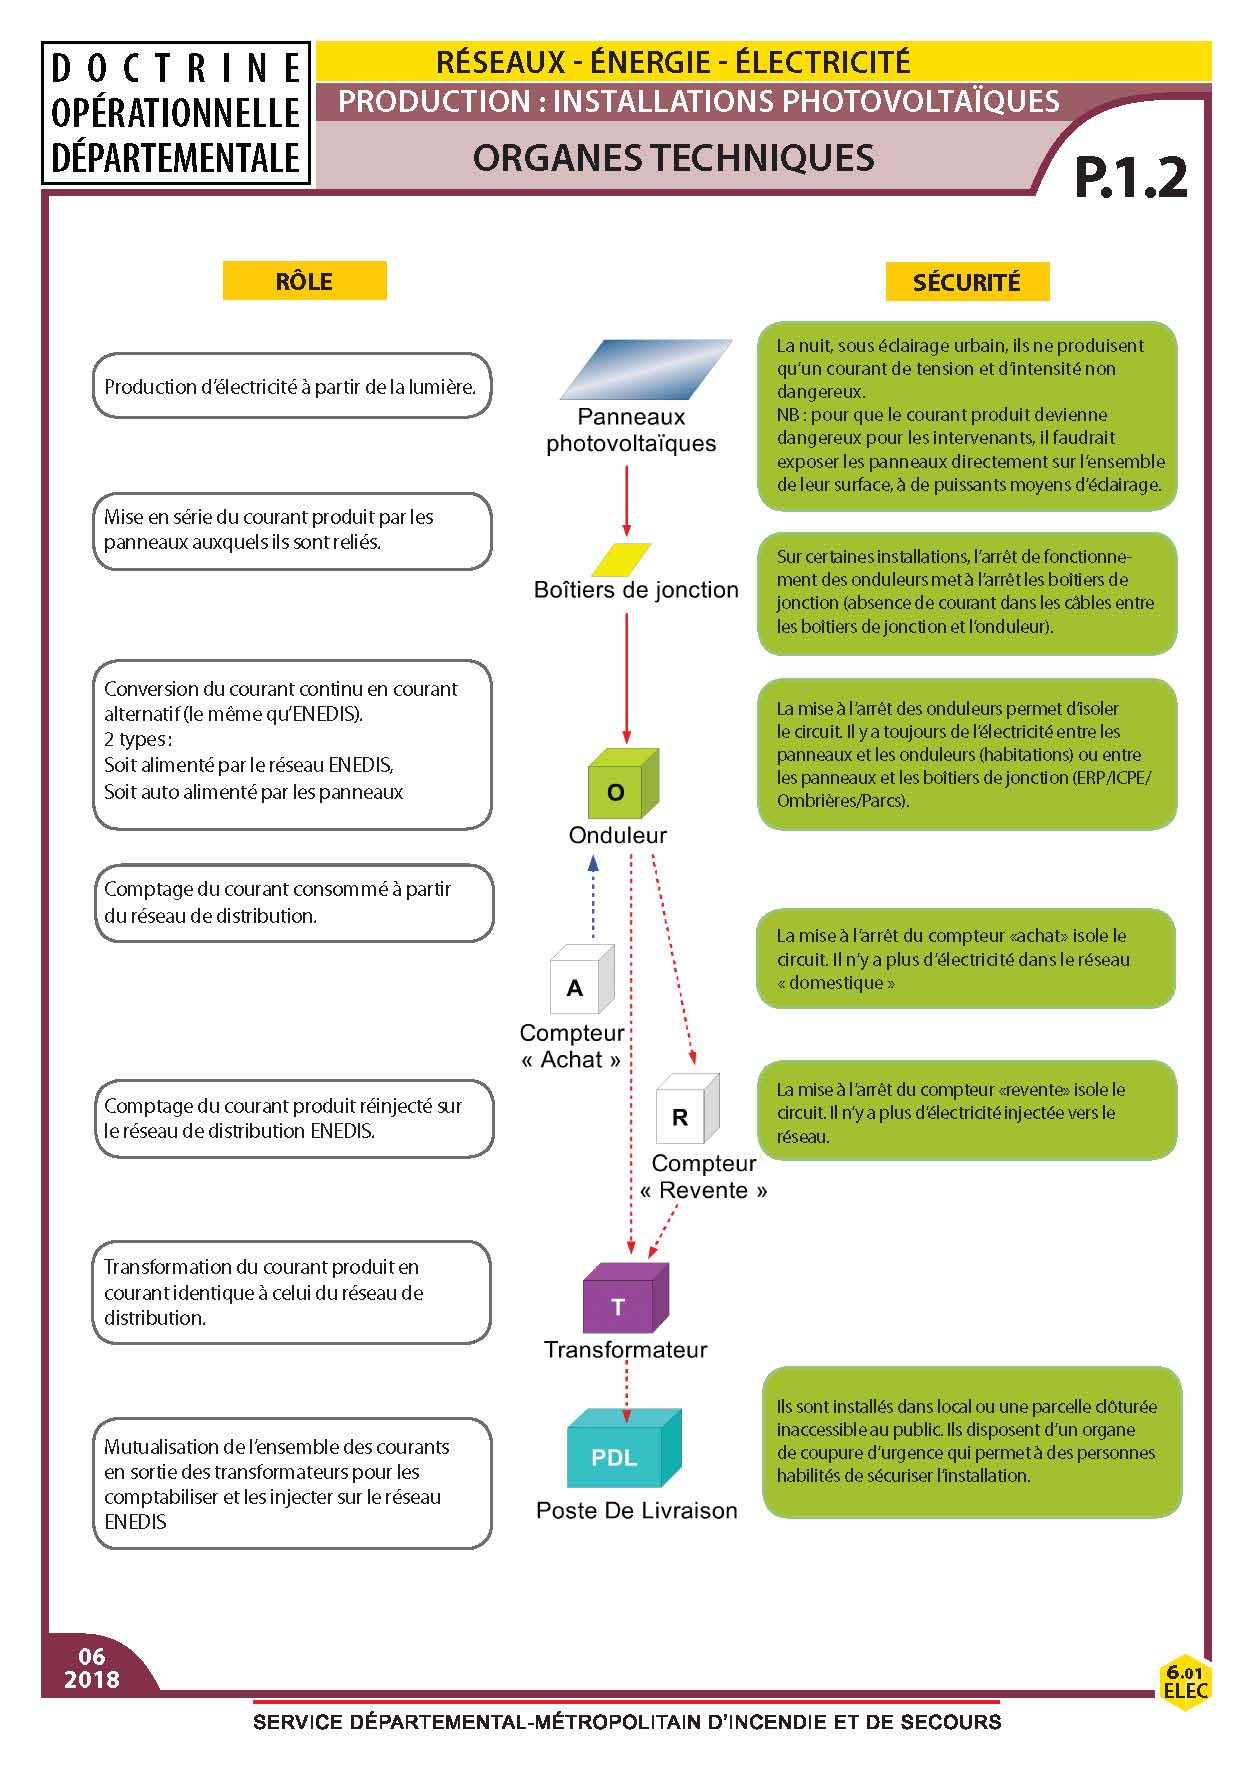 DOCTRINE
OPÉRATIONNELLE
DÉPARTEMENTALE
RÉSEAUX - ÉNERGIE - ÉLECTRICITÉ
PRODUCTION : INSTALLATIONS PHOTOVOLTAÏQUES
ORGANES TECHNIQUES
P.1.2
RÔLE
SÉCURITÉ
Production d'électricité à partir de la lumière.
Panneaux
photovoltaïques
La nuit, sous éclairage urbain, ils ne produisent
qu'un courant de tension et d'intensité non
dangereux.
NB : pour que le courant produit devienne
dangereux pour les intervenants, il faudrait
exposer les panneaux directement sur l'ensemble
de leur surface, à de puissants moyens d'éclairage.
Mise en série du courant produit par les
panneaux auxquels ils sont reliés.
Boîtiers de jonction
Sur certaines installations, l'arrêt de fonctionne-
ment des onduleurs met à l'arrêt les boîtiers de
jonction (absence de courant dans les câbles entre
les boîtiers de jonction et l'onduleur).
Conversion du courant continu en courant
alternatif (le même qu'ENEDIS).
2 types :
Soit alimenté par le réseau ENEDIS,
Soit auto alimenté par les panneaux
O
Onduleur
La mise à l'arrêt des onduleurs permet d'isoler
le circuit. Il y a toujours de l'électricité entre les
panneaux et les onduleurs (habitations) ou entre
les panneaux et les boîtiers de jonction (ERP/ICPE/
Ombrières/Parcs).
Comptage du courant consommé à partir
du réseau de distribution.
A
Compteur
« Achat »
La mise à l'arrêt du compteur «achat» isole le
circuit. Il n'y a plus d'électricité dans le réseau
« domestique »
Comptage du courant produit réinjecté sur
le réseau de distribution ENEDIS.
R
Compteur
« Revente »
La mise à l'arrêt du compteur «revente» isole le
circuit. Il n'y a plus d'électricité injectée vers le
réseau.
Transformation du courant produit en
courant identique à celui du réseau de
distribution.
T
Transformateur
Mutualisation de l'ensemble des courants
en sortie des transformateurs pour les
comptabiliser et les injecter sur le réseau
ENEDIS
PDL
Poste De Livraison
Ils sont installés dans local ou une parcelle clôturée
inaccessible au public. Ils disposent d'un organe
de coupure d'urgence qui permet à des personnes
habilités de sécuriser l'installation.
06
2018
6.01
ELEC
SERVICE DÉPARTEMENTAL-MÉTROPOLITAIN D'INCENDIE ET DE SECOURS